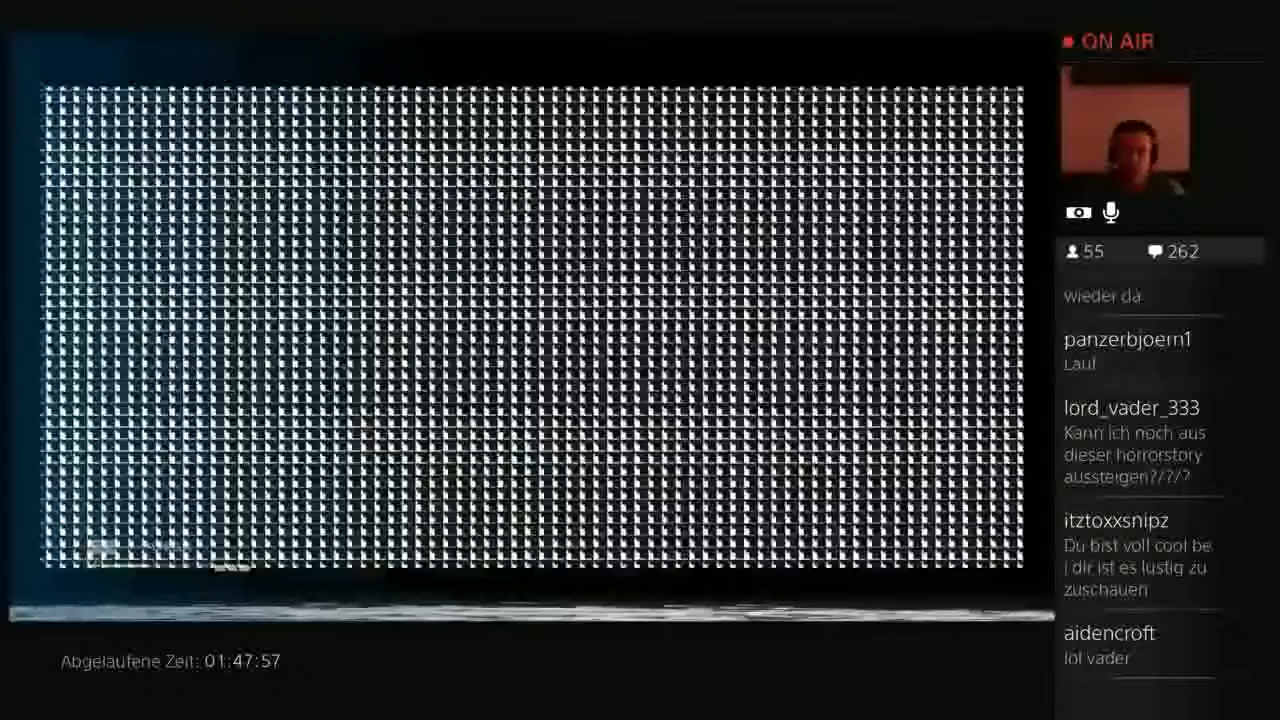 ON AIR
55 262
wieder da
panzerbjoern1
Lauf
lord_vader_333
Kann ich noch aus
dieser horrorstory
aussteigen?/?/?
itztoxxsnipz
Du bist voll cool be
i dir ist es lustig zu
zuschauen
aidencroft
lol vader
Abgelaufene Zeit: 01:47:57